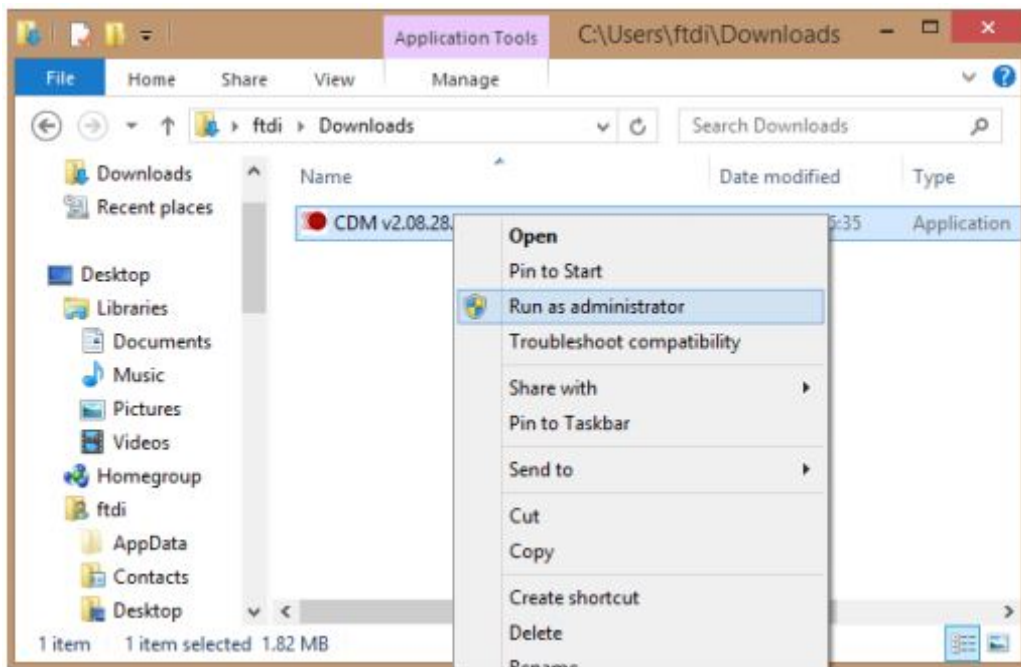 Application Tools
C:\Users\ftdi\Downloads
File Home Share View Manage
ftdi Downloads
Search Downloads
Downloads
Recent places
Desktop
Libraries
Documents
Music
Pictures
Videos
Homegroup
ftdi
AppData
Contacts
Desktop
Name Date modified Type
CDM v2.08.28. 5:35 Application
Open
Pin to Start
Run as administrator
Troubleshoot compatibility
Share with
Pin to Taskbar
Send to
Cut
Copy
Create shortcut
Delete
Rename
1 item 1 item selected 1.82 MB